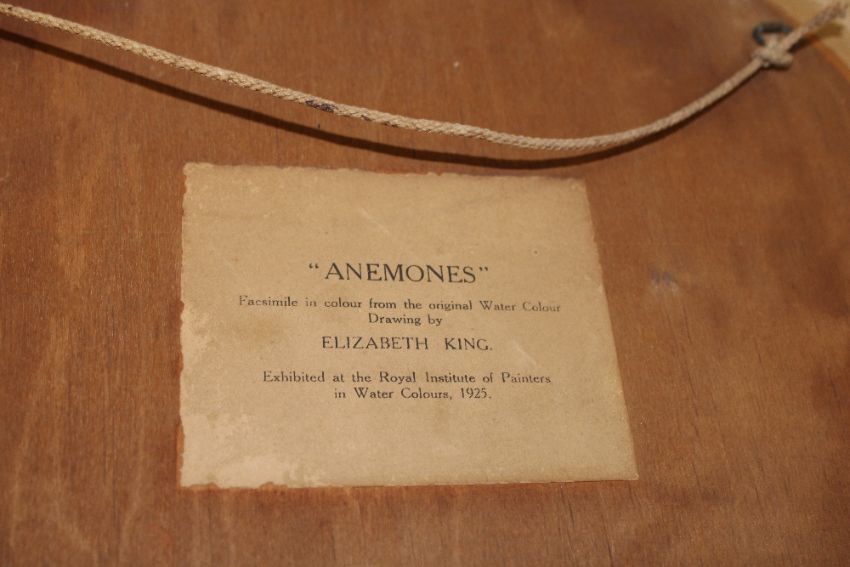 "ANEMONES"
Facsimile in colour from the original Water Colour
Drawing by
ELIZABETH KING.
Exhibited at the Royal Institute of Painters
in Water Colours, 1925.